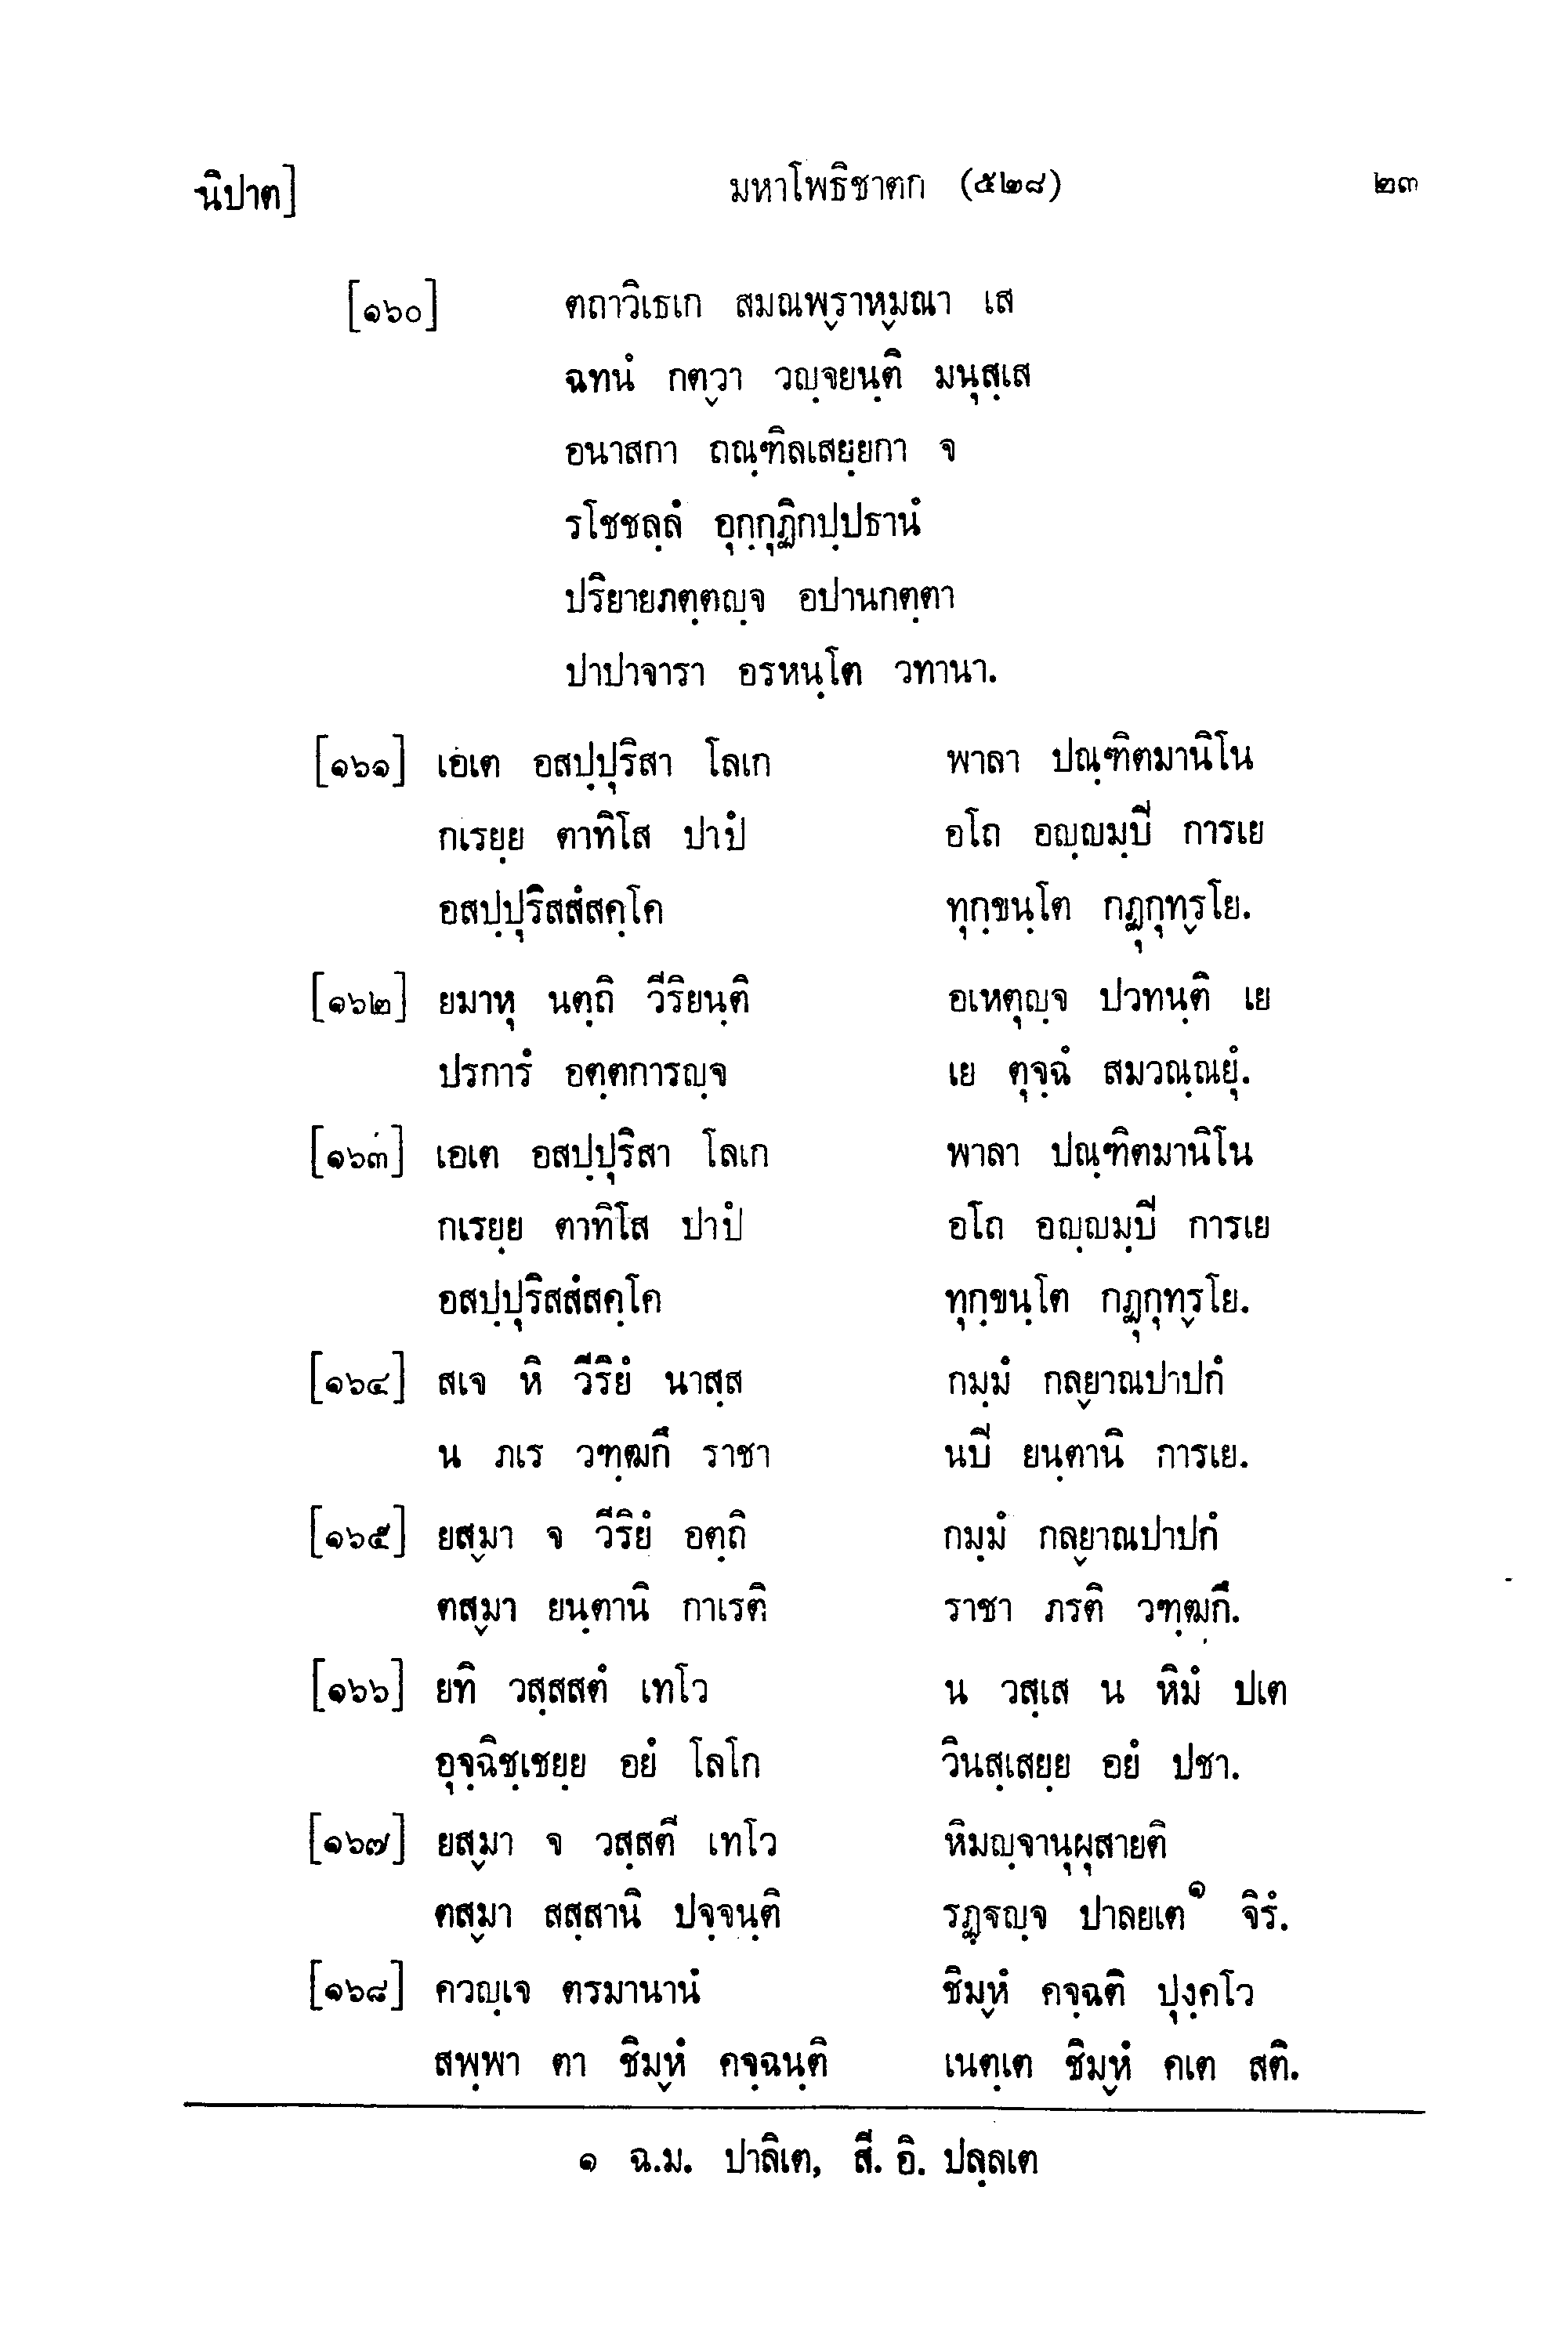 นิปาต] มหาโพธิชาตก (๕๒๘) ๒๓
[๑๖๐] ตถาวิเธเก สมณพฺราหฺมณา เส
ฉทนํ กตฺวา วญฺจยนฺติ มนุสฺเส
อนาสกา ถณฺฑิลเสยฺยกา จ
รโชชลฺลํ อุกฺกุฏิกปฺปธานํ
ปริยายภตฺตญฺจ อปานกตฺตา
ปาปาจารา อรหนฺโต วทานา.
[๑๖๑] เอเต อสปฺปุริสา โลเก พาลา ปณฺฑิตมานิโน
กเรยฺย ตาทิโส ปาปํ อโถ อญฺญมฺปิ การเย
อสปฺปุริสสํสคฺโค ทุกฺขนฺโต กฏุกุทฺรโย.
[๑๖๒] ยมาหุ นตฺถิ วีริยนฺติ อเหตุญฺจ ปวทนฺติ เย
ปรการํ อตฺตการญฺจ เย ตุจฺฉํ สมวณฺณยุํ.
[๑๖๓] เอเต อสปฺปุริสา โลเก พาลา ปณฺฑิตมานิโน
กเรยฺย ตาทิโส ปาปํ อโถ อญฺญมฺปิ การเย
อสปฺปุริสสํสคฺโค ทุกฺขนฺโต กฏุกุทฺรโย.
[๑๖๔] สเจ หิ วีริยํ นาสฺส กมฺมํ กลฺยาณปาปกํ
น ภเร วฑฺฒกึ ราชา นปิ ยนฺตานิ การเย.
[๑๖๕] ยสฺมา จ วีริยํ อตฺถิ กมฺมํ กลฺยาณปาปกํ
ตสฺมา ยนฺตานิ กาเรติ ราชา ภรติ วฑฺฒกึ.
[๑๖๖] ยทิ วสฺสสตํ เทโว น วสฺเส น หิมํ ปเต
อุจฺฉิชฺเชยฺย อยํ โลโก วินสฺเสยฺย อยํ ปชา.
[๑๖๗] ยสฺมา จ วสฺสตี เทโว หิมญฺจานุผุสายติ
ตสฺมา สสฺสานิ ปจฺจนฺติ รฏฺฐญฺจ ปาลยเต๑ จิรํ.
[๑๖๘] ควญฺเจ ตรมานานํ ชิมฺหํ คจฺฉติ ปุงฺคโว
สพฺพา ตา ชิมฺหํ คจฺฉนฺติ เนตฺเต ชิมฺหํ คเต สติ.
๑ ฉ.ม. ปาลิเต, สี. อิ. ปลฺลเต